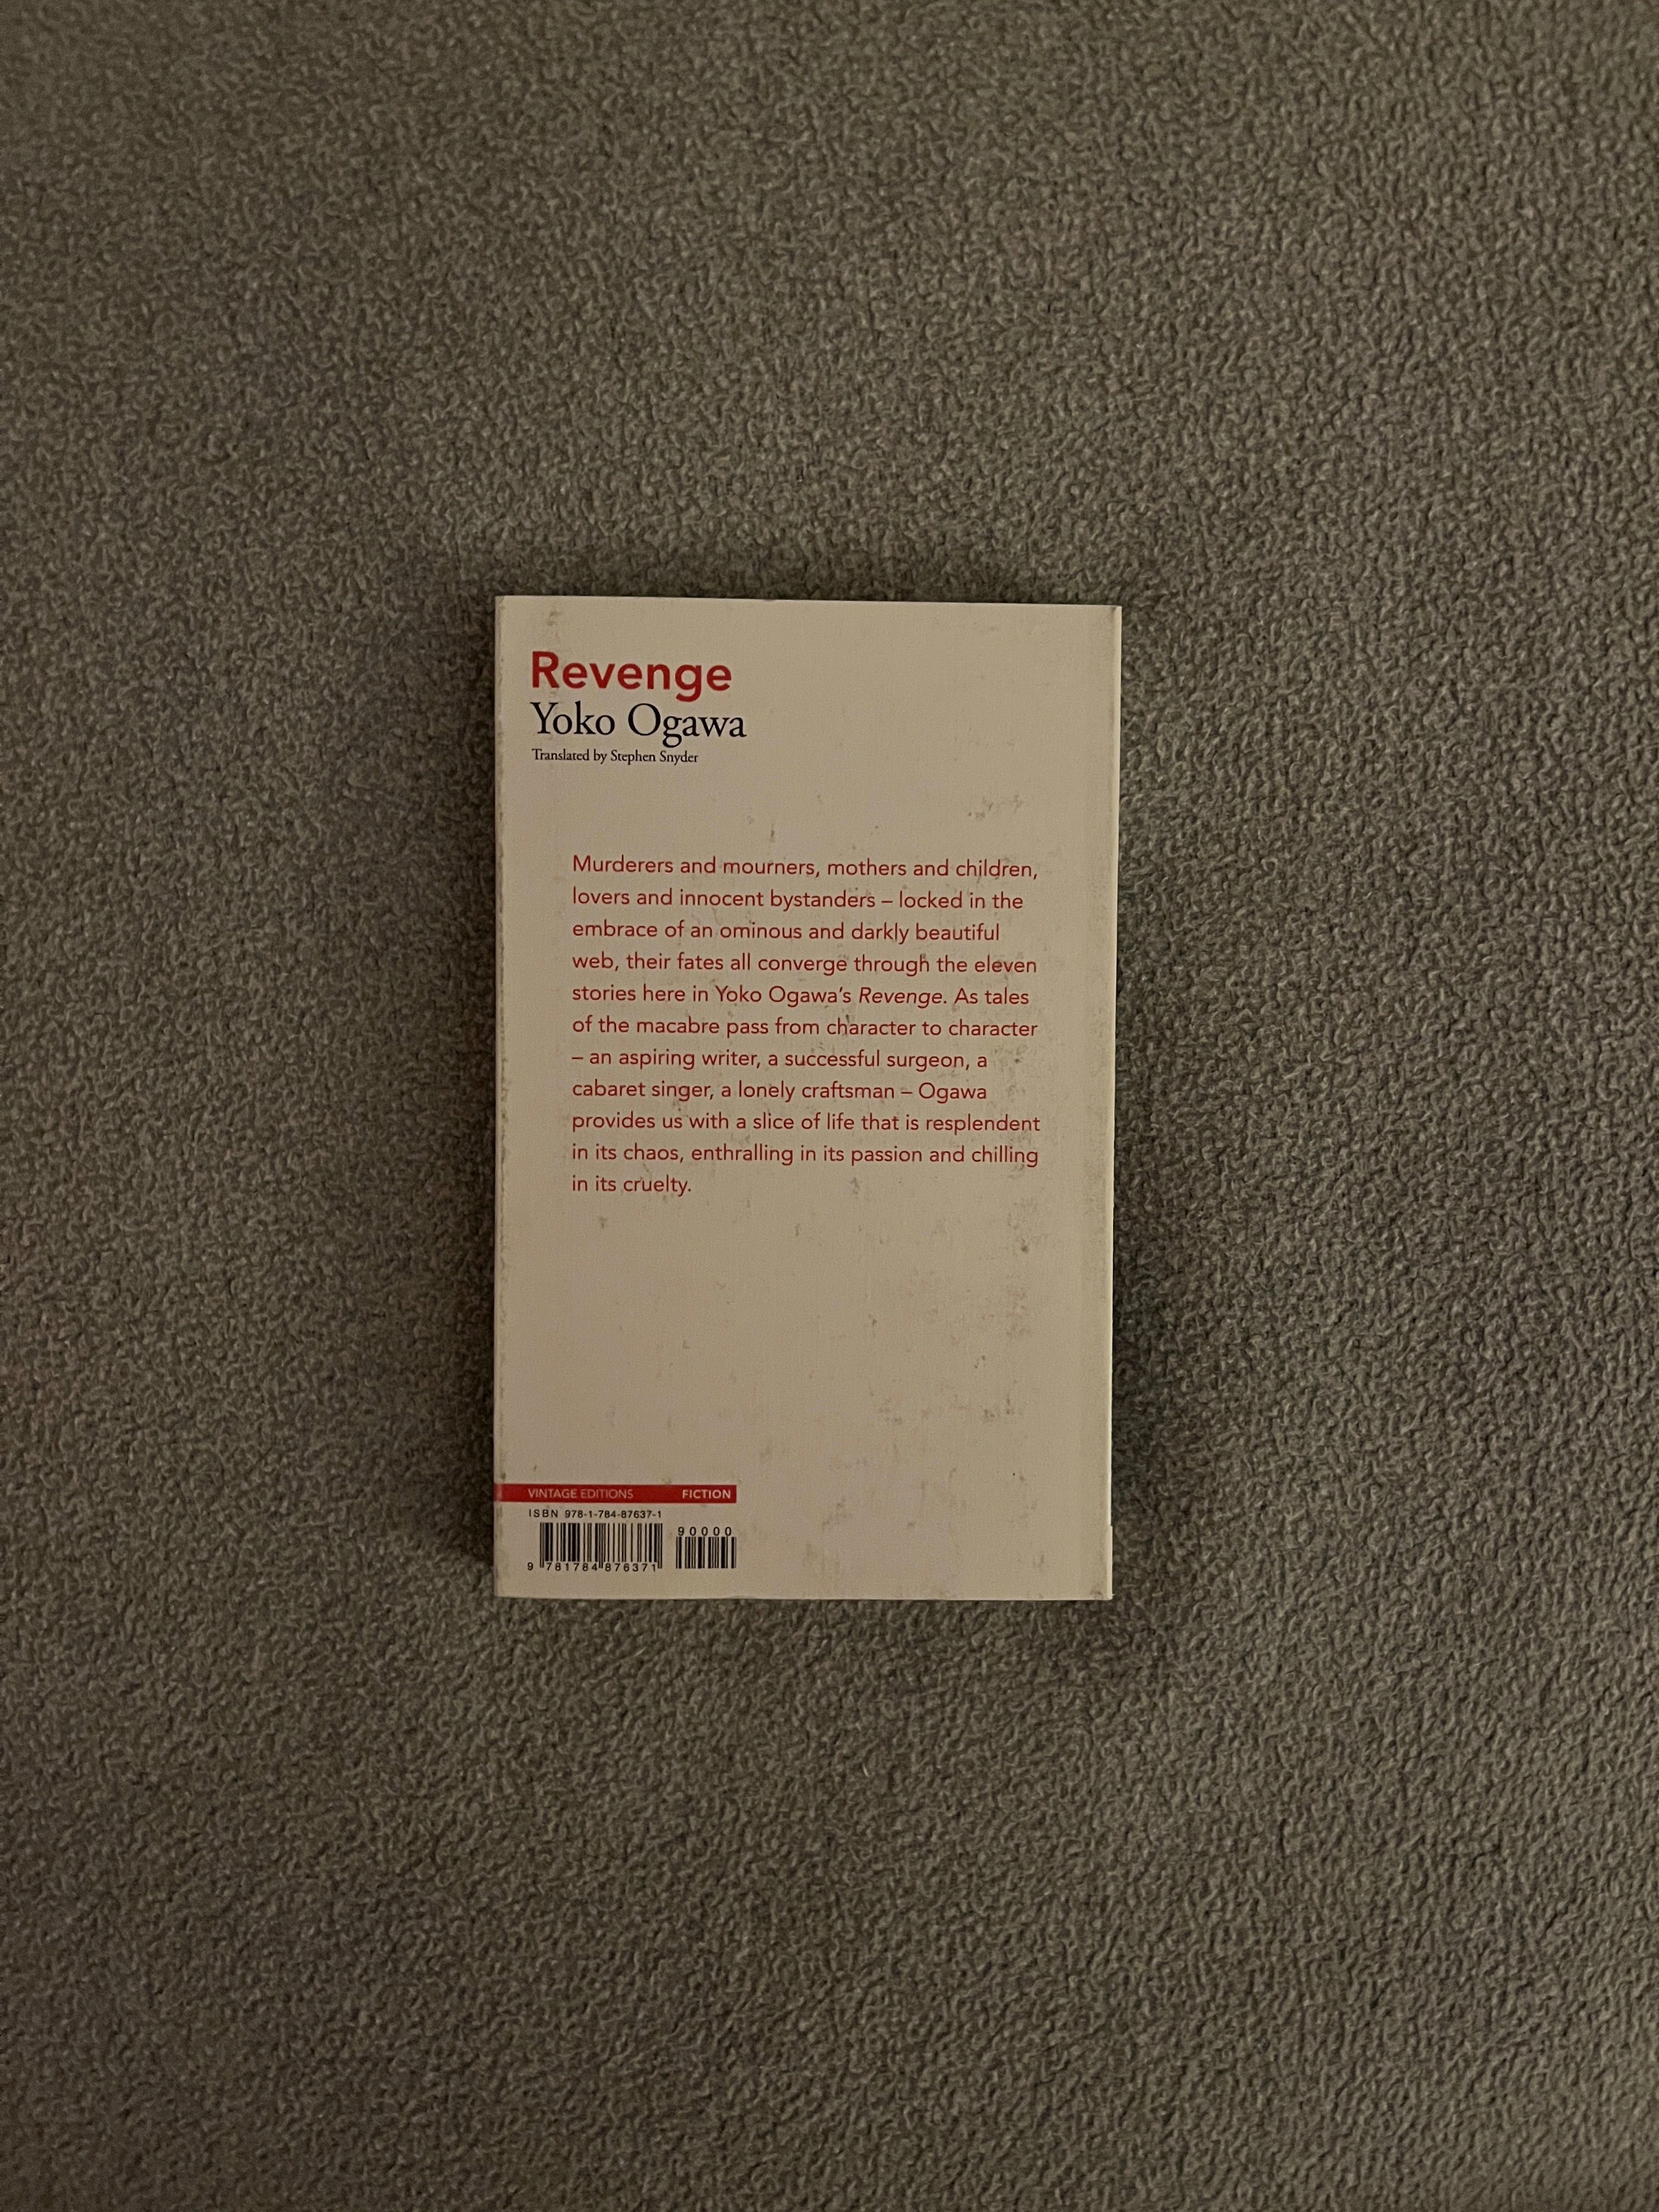 Revenge
Yoko Ogawa
Translated by Stephen Snyder
Murderers and mourners, mothers and children,
lovers and innocent bystanders – locked in the
embrace of an ominous and darkly beautiful
web, their fates all converge through the eleven
stories here in Yoko Ogawa's Revenge. As tales
of the macabre pass from character to character
– an aspiring writer, a successful surgeon, a
cabaret singer, a lonely craftsman – Ogawa
provides us with a slice of life that is resplendent
in its chaos, enthralling in its passion and chilling
in its cruelty.
VINTAGE EDITIONS FICTION
ISBN 978-1-784-87637-1
90000
9 781784 876371